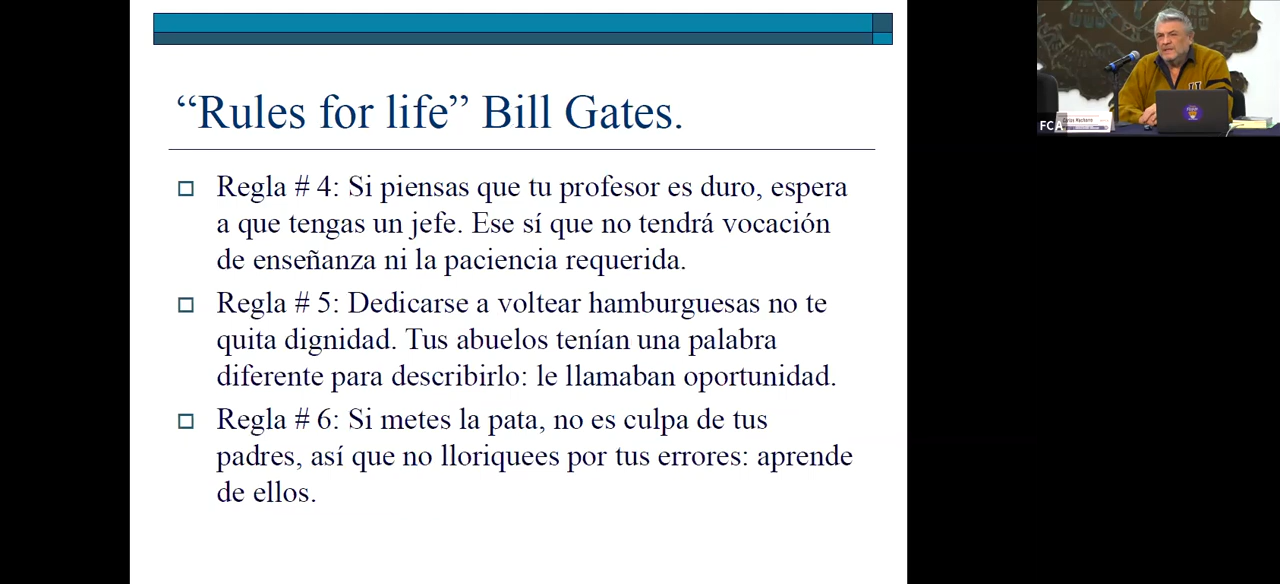 “Rules for life” Bill Gates.
Regla # 4: Si piensas que tu profesor es duro, espera
a que tengas un jefe. Ese sí que no tendrá vocación
de enseñanza ni la paciencia requerida.
Regla # 5: Dedicarse a voltear hamburguesas no te
quita dignidad. Tus abuelos tenían una palabra
diferente para describirlo: le llamaban oportunidad.
Regla # 6: Si metes la pata, no es culpa de tus
padres, así que no lloriquees por tus errores: aprende
de ellos.
FCA